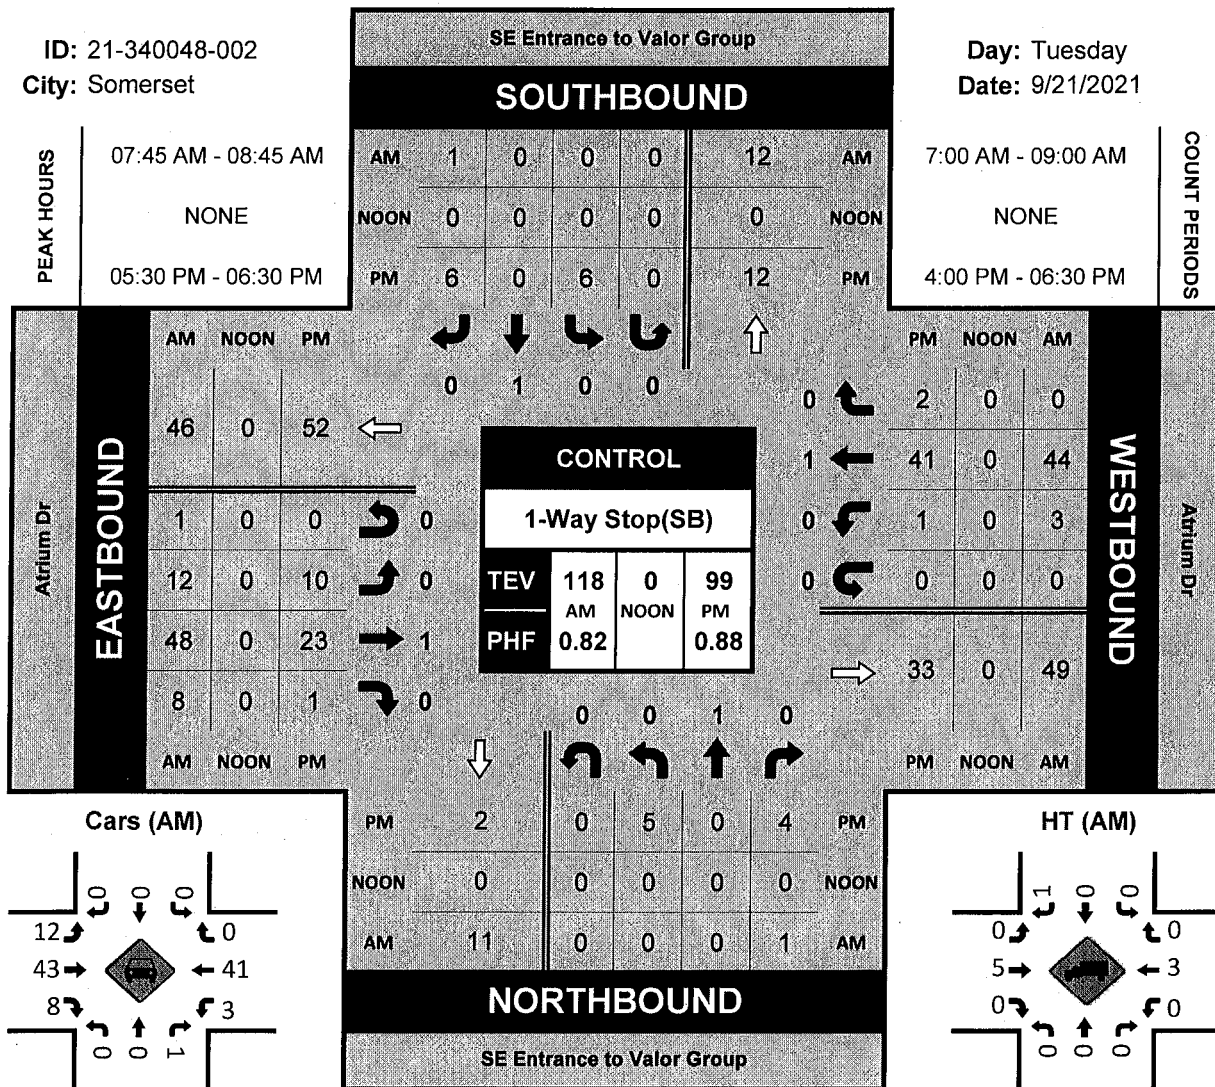 ID: 21-340048-002
City: Somerset
Day: Tuesday
Date: 9/21/2021
SE Entrance to Valor Group
SOUTHBOUND
PEAK HOURS
07:45 AM - 08:45 AM
NONE
05:30 PM - 06:30 PM
AM 1 0 0 0 12 AM
NOON 0 0 0 0 0 NOON
PM 6 0 6 0 12 PM
0 1 0 0
7:00 AM - 09:00 AM
NONE
4:00 PM - 06:30 PM
COUNT PERIODS
Atrium Dr
EASTBOUND
AM NOON PM
46 0 52
1 0 0 0
12 0 10 0
48 0 23 1
8 0 1 0
AM NOON PM
CONTROL
1-Way Stop(SB)
TEV 118 0 99
AM NOON PM
PHF 0.82 0.88
PM NOON AM
0 2 0 0
1 41 0 44
0 1 0 3
0 0 0 0
33 0 49
PM NOON AM
WESTBOUND
Atrium Dr
0 0 1 0
PM 2 0 5 0 4 PM
NOON 0 0 0 0 0 NOON
AM 11 0 0 0 1 AM
NORTHBOUND
SE Entrance to Valor Group
Cars (AM)
0 0 0
12 0
43 41
8 3
0 0 1
HT (AM)
1 0 0
0 0
5 3
0 0
0 0 0